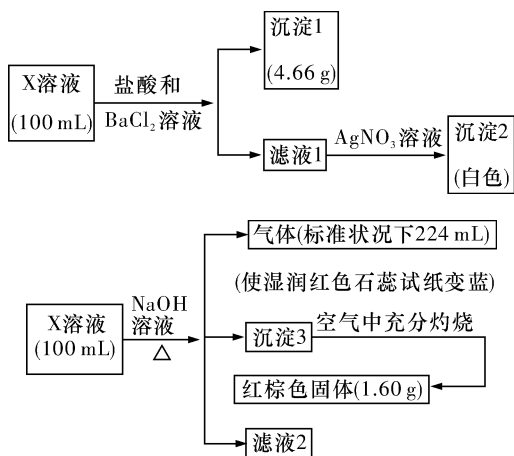 沉淀1
(4.66 g)
X溶液
(100 mL)
盐酸和
BaCl₂溶液
滤液1
AgNO₃溶液
沉淀2
(白色)
气体(标准状况下224 mL)
(使湿润红色石蕊试纸变蓝)
X溶液
(100 mL)
NaOH
溶液
△
沉淀3
空气中充分灼烧
红棕色固体(1.60 g)
滤液2